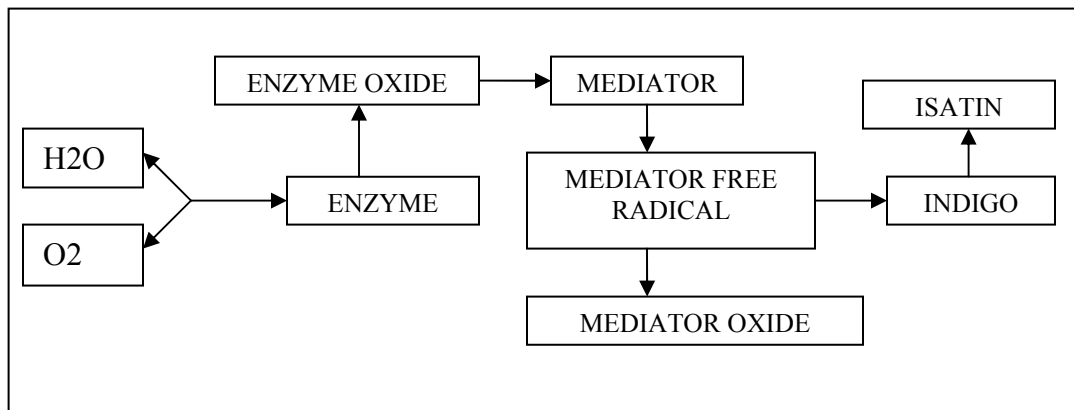 ENZYME OXIDE
MEDIATOR
ISATIN
H2O
MEDIATOR FREE
RADICAL
ENZYME
INDIGO
O2
MEDIATOR OXIDE